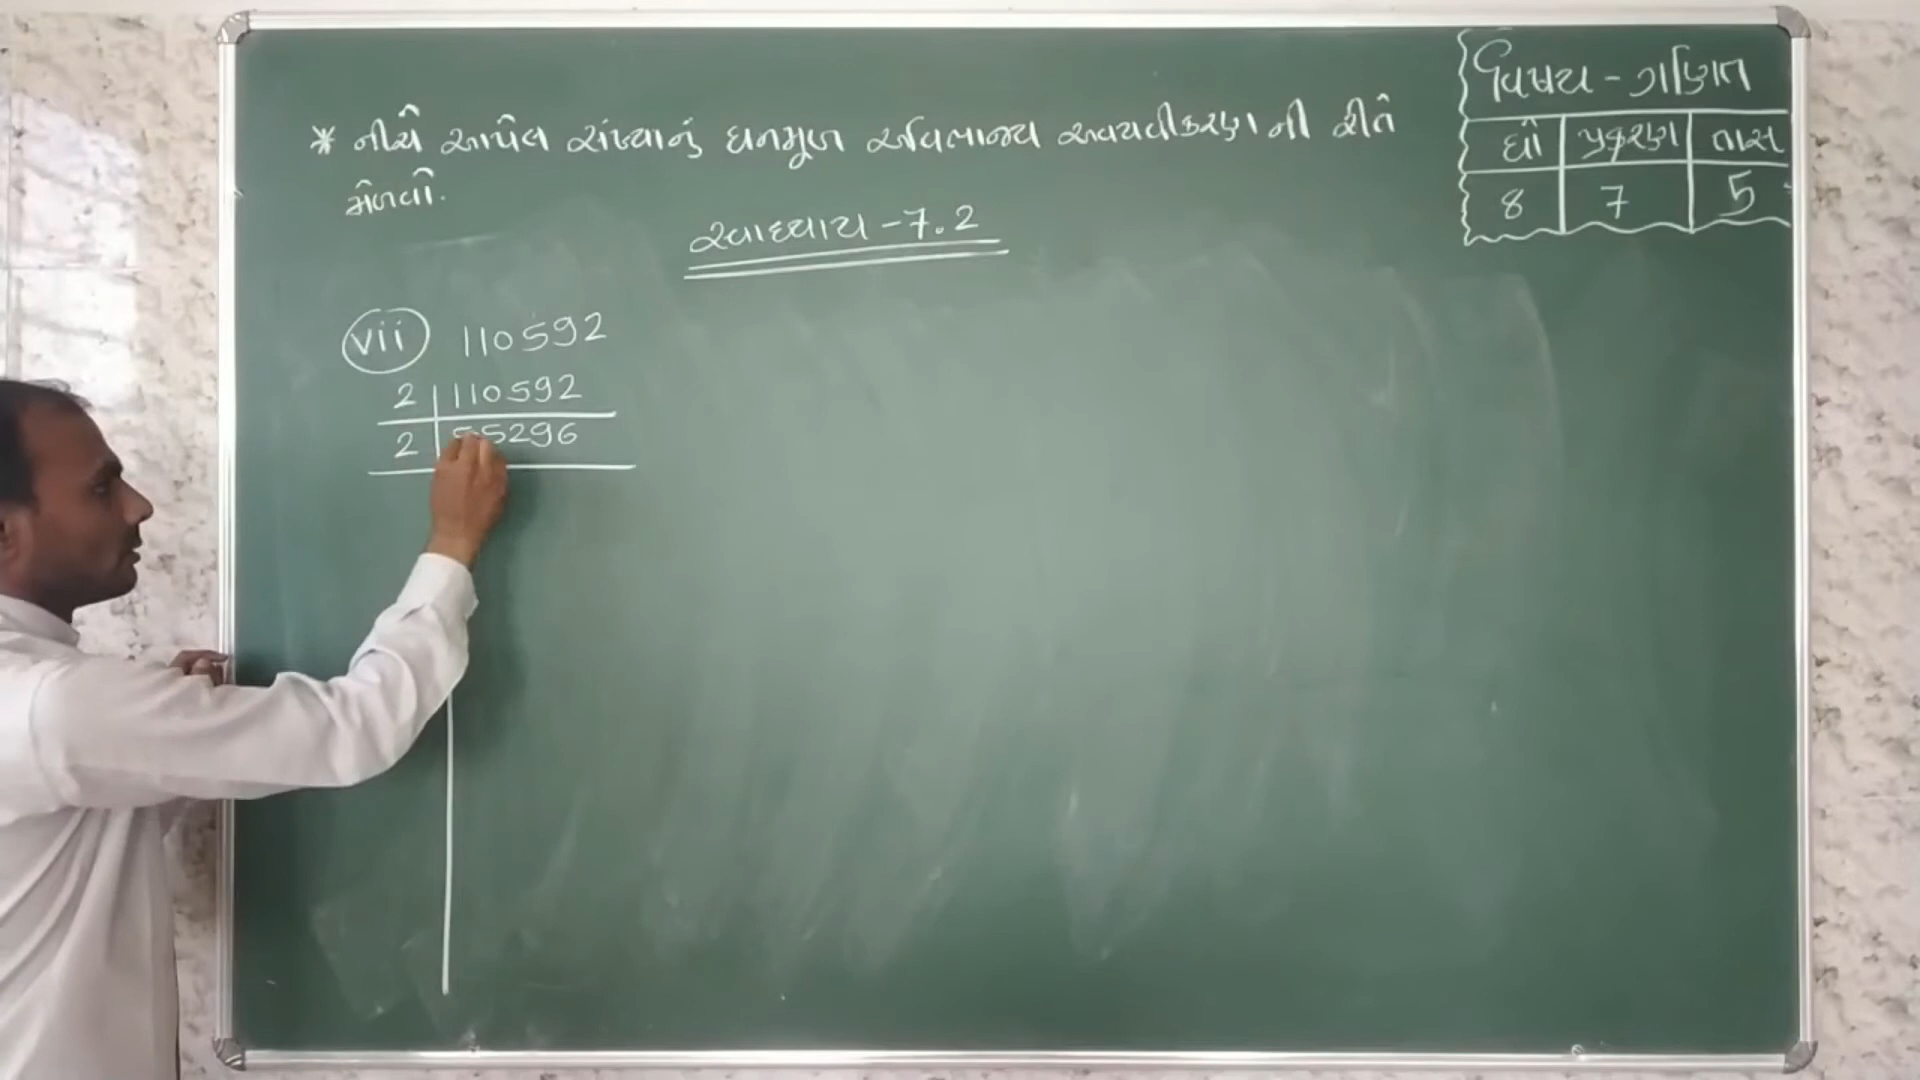 * નીચે આપેલ સંખ્યાનું ઘનમુળ અવિભાજ્ય અવયવીકરણ ની રીતે
મેળવો.
સ્વાધ્યાય - 7.2
વિષય - ગણિત
ધો પ્રકરણ તાસ
8 7 5
vii 110592
2 110592
2 55296